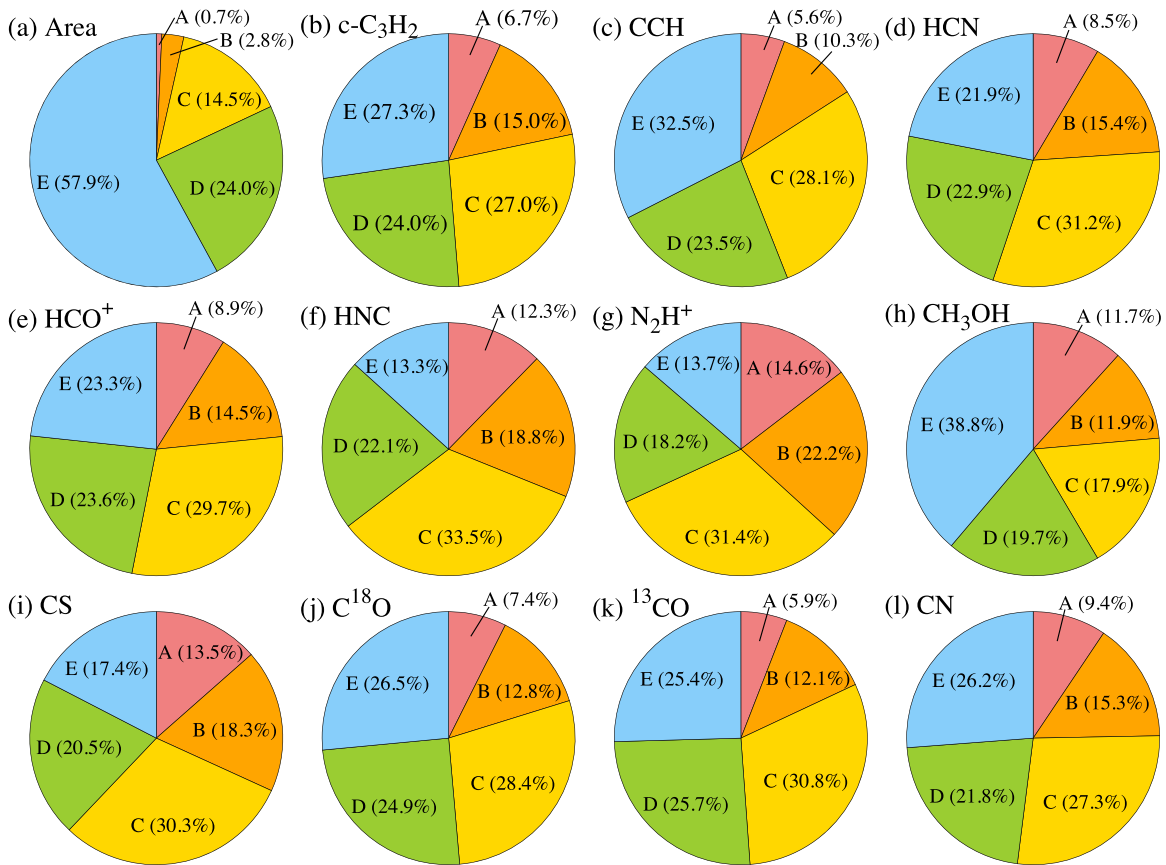 (a) Area
A (0.7%)
B (2.8%)
C (14.5%)
E (57.9%)
D (24.0%)
(b) c-C₃H₂
A (6.7%)
E (27.3%)
B (15.0%)
D (24.0%)
C (27.0%)
(c) CCH
A (5.6%)
B (10.3%)
E (32.5%)
C (28.1%)
D (23.5%)
(d) HCN
A (8.5%)
E (21.9%)
B (15.4%)
D (22.9%)
C (31.2%)
(e) HCO⁺
A (8.9%)
E (23.3%)
B (14.5%)
D (23.6%)
C (29.7%)
(f) HNC
A (12.3%)
E (13.3%)
B (18.8%)
D (22.1%)
C (33.5%)
(g) N₂H⁺
E (13.7%)
A (14.6%)
D (18.2%)
B (22.2%)
C (31.4%)
(h) CH₃OH
A (11.7%)
E (38.8%)
B (11.9%)
C (17.9%)
D (19.7%)
(i) CS
A (13.5%)
E (17.4%)
B (18.3%)
D (20.5%)
C (30.3%)
(j) C¹⁸O
A (7.4%)
E (26.5%)
B (12.8%)
C (28.4%)
D (24.9%)
(k) ¹³CO
A (5.9%)
E (25.4%)
B (12.1%)
C (30.8%)
D (25.7%)
(l) CN
A (9.4%)
E (26.2%)
B (15.3%)
D (21.8%)
C (27.3%)